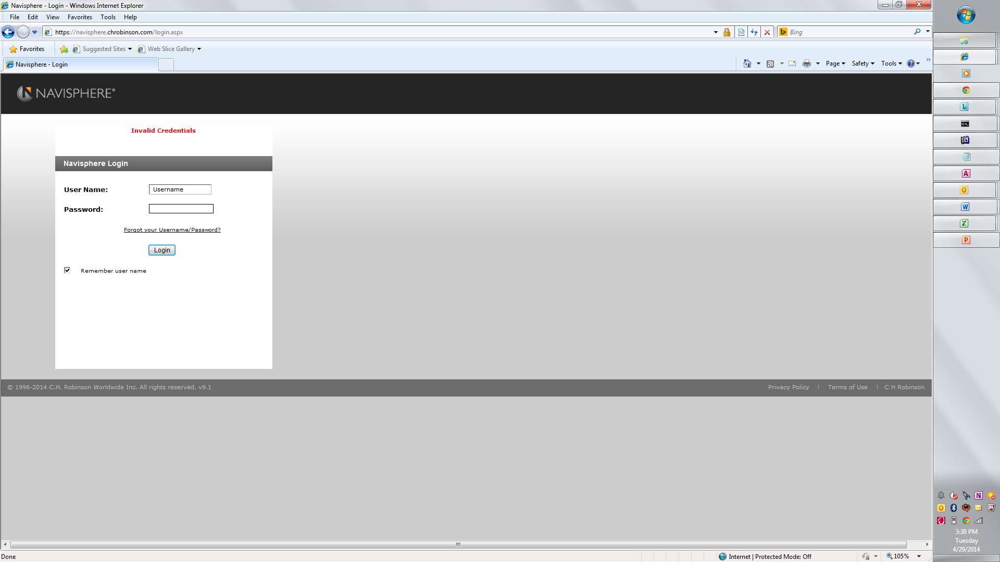 Navisphere - Login - Windows Internet Explorer
File Edit View Favorites Tools Help
https://navisphere.chrobinson.com/login.aspx
Bing
Favorites Suggested Sites Web Slice Gallery
Navisphere - Login
Page Safety Tools
NAVISPHERE®
Invalid Credentials
Navisphere Login
User Name: Username
Password:
Forgot your Username/Password?
Login
Remember user name
© 1996-2014 C.H. Robinson Worldwide Inc. All rights reserved. v9.1
Privacy Policy | Terms of Use | C H Robinson
3:30 PM
Tuesday
4/29/2014
Done
Internet | Protected Mode: Off
105%